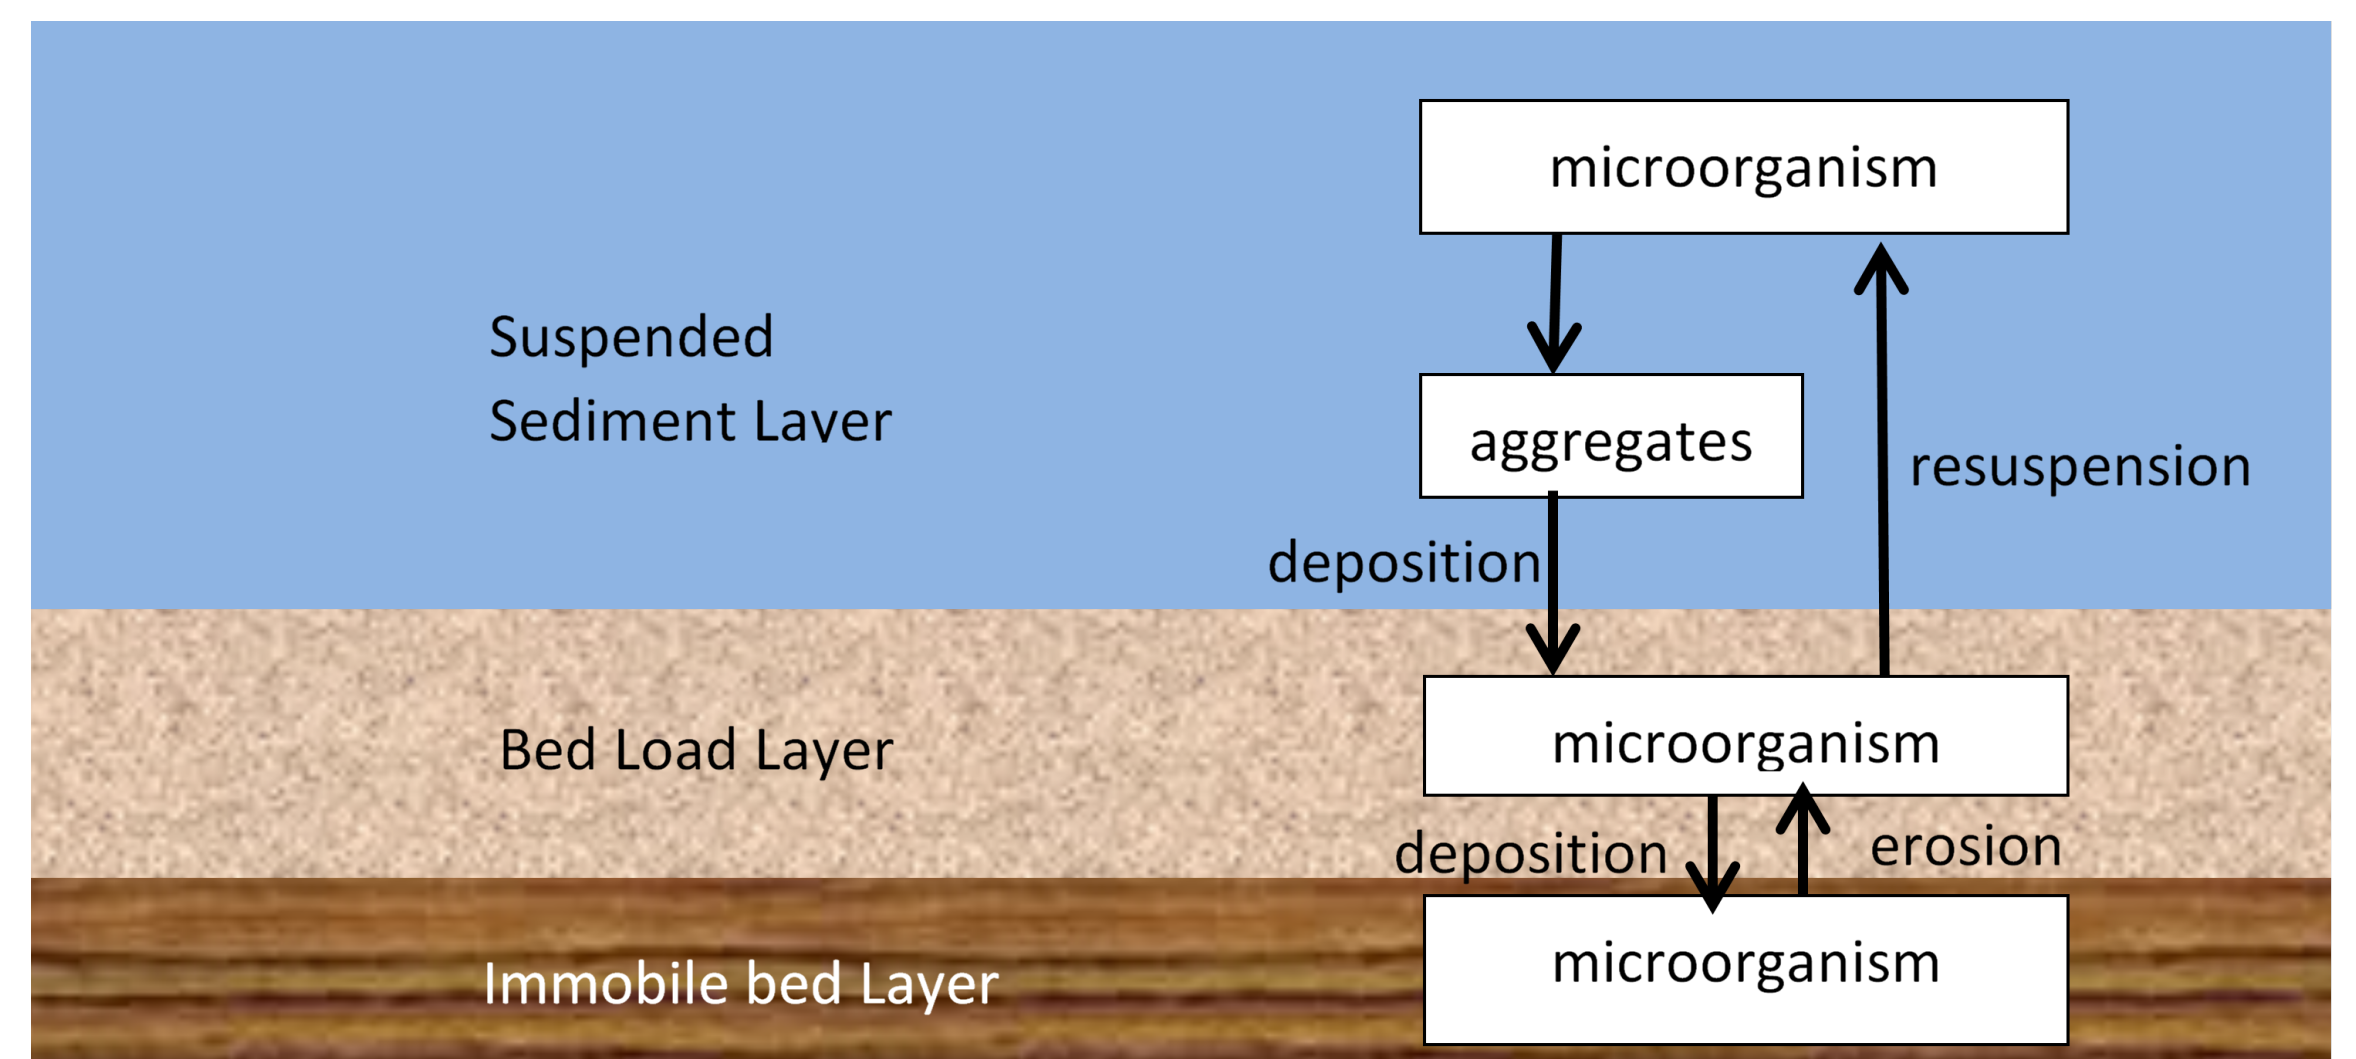 microorganism
Suspended
Sediment Layer
aggregates
resuspension
deposition
Bed Load Layer
microorganism
deposition
erosion
Immobile bed Layer
microorganism